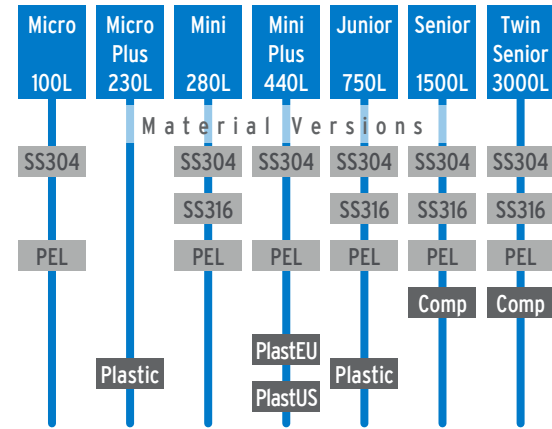 Micro
100L
Micro
Plus
230L
Mini
280L
Mini
Plus
440L
Junior
750L
Senior
1500L
Twin
Senior
3000L
Material Versions
SS304 SS304 SS304 SS304 SS304 SS304
SS316 SS316 SS316 SS316
PEL PEL PEL PEL PEL PEL
Comp Comp
PlastEU
Plastic Plastic
PlastUS